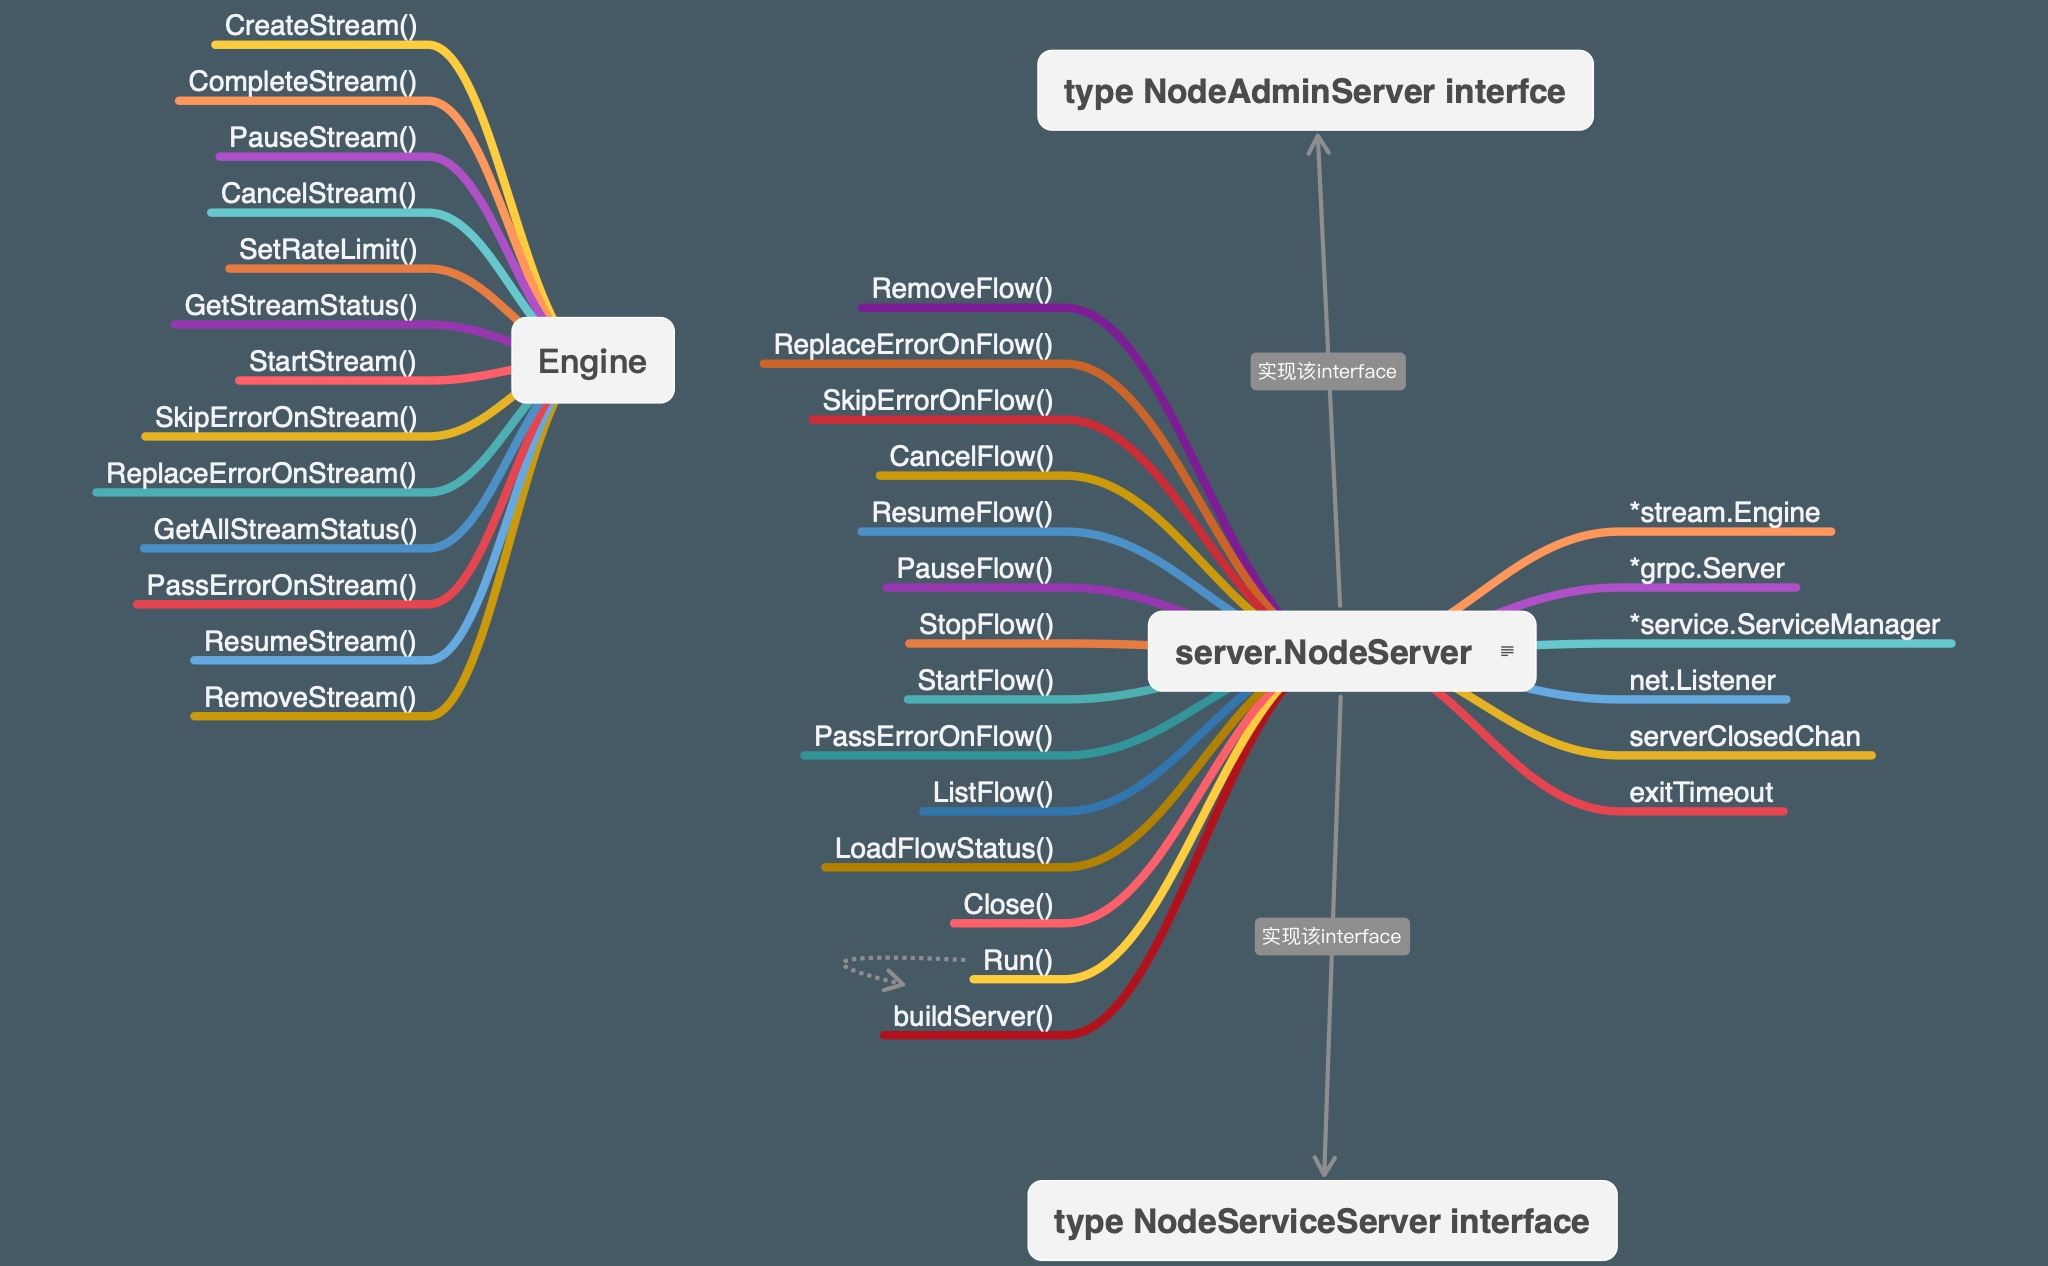 CreateStream()
CompleteStream()
PauseStream()
CancelStream()
SetRateLimit()
GetStreamStatus()
StartStream()
SkipErrorOnStream()
ReplaceErrorOnStream()
GetAllStreamStatus()
PassErrorOnStream()
ResumeStream()
RemoveStream()
Engine
type NodeAdminServer interfce
实现该interface
RemoveFlow()
ReplaceErrorOnFlow()
SkipErrorOnFlow()
CancelFlow()
ResumeFlow()
PauseFlow()
StopFlow()
StartFlow()
PassErrorOnFlow()
ListFlow()
LoadFlowStatus()
Close()
Run()
buildServer()
server.NodeServer
*stream.Engine
*grpc.Server
*service.ServiceManager
net.Listener
serverClosedChan
exitTimeout
实现该interface
type NodeServiceServer interface